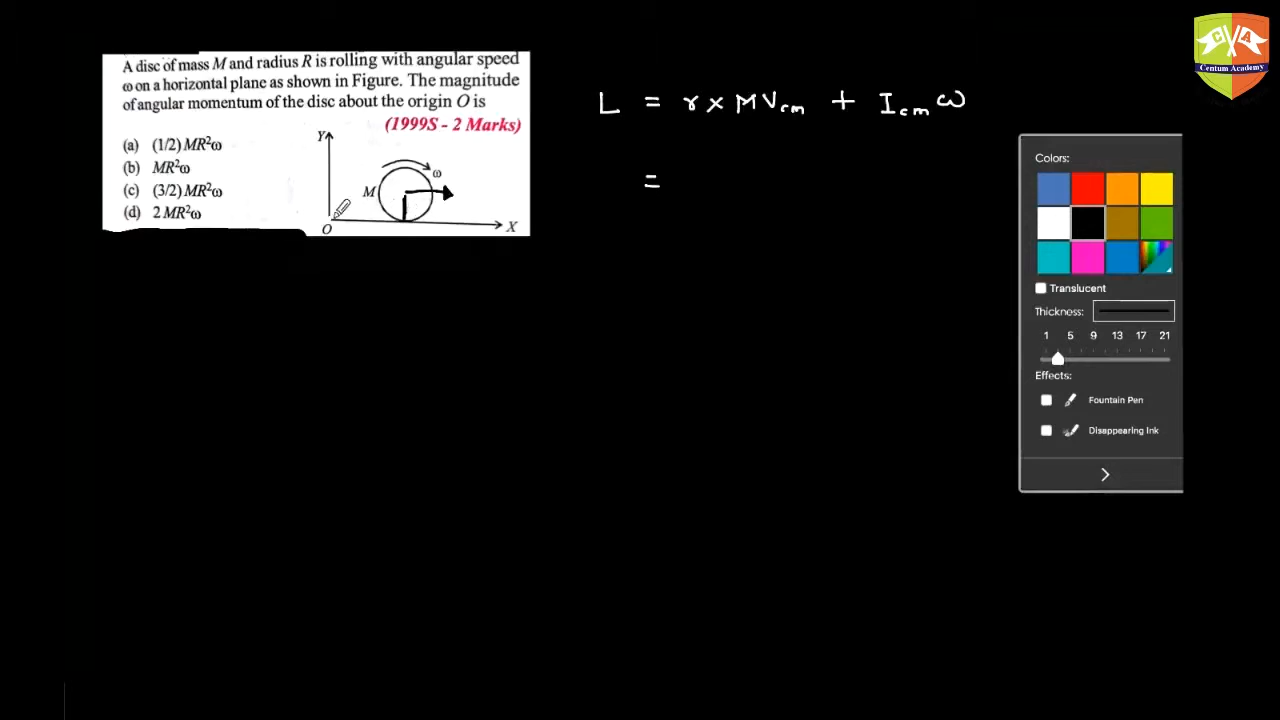 A disc of mass M and radius R is rolling with angular speed
ω on a horizontal plane as shown in Figure. The magnitude
of angular momentum of the disc about the origin O is
(1999S - 2 Marks)
(a) (1/2) MR²ω
(b) MR²ω
(c) (3/2) MR²ω
(d) 2 MR²ω
Y
M
ω
O
X
L = r × M V_cm + I_cm ω
=
C A
Centum Academy
Colors:
Translucent
Thickness:
1 5 9 13 17 21
Effects:
Fountain Pen
Disappearing Ink